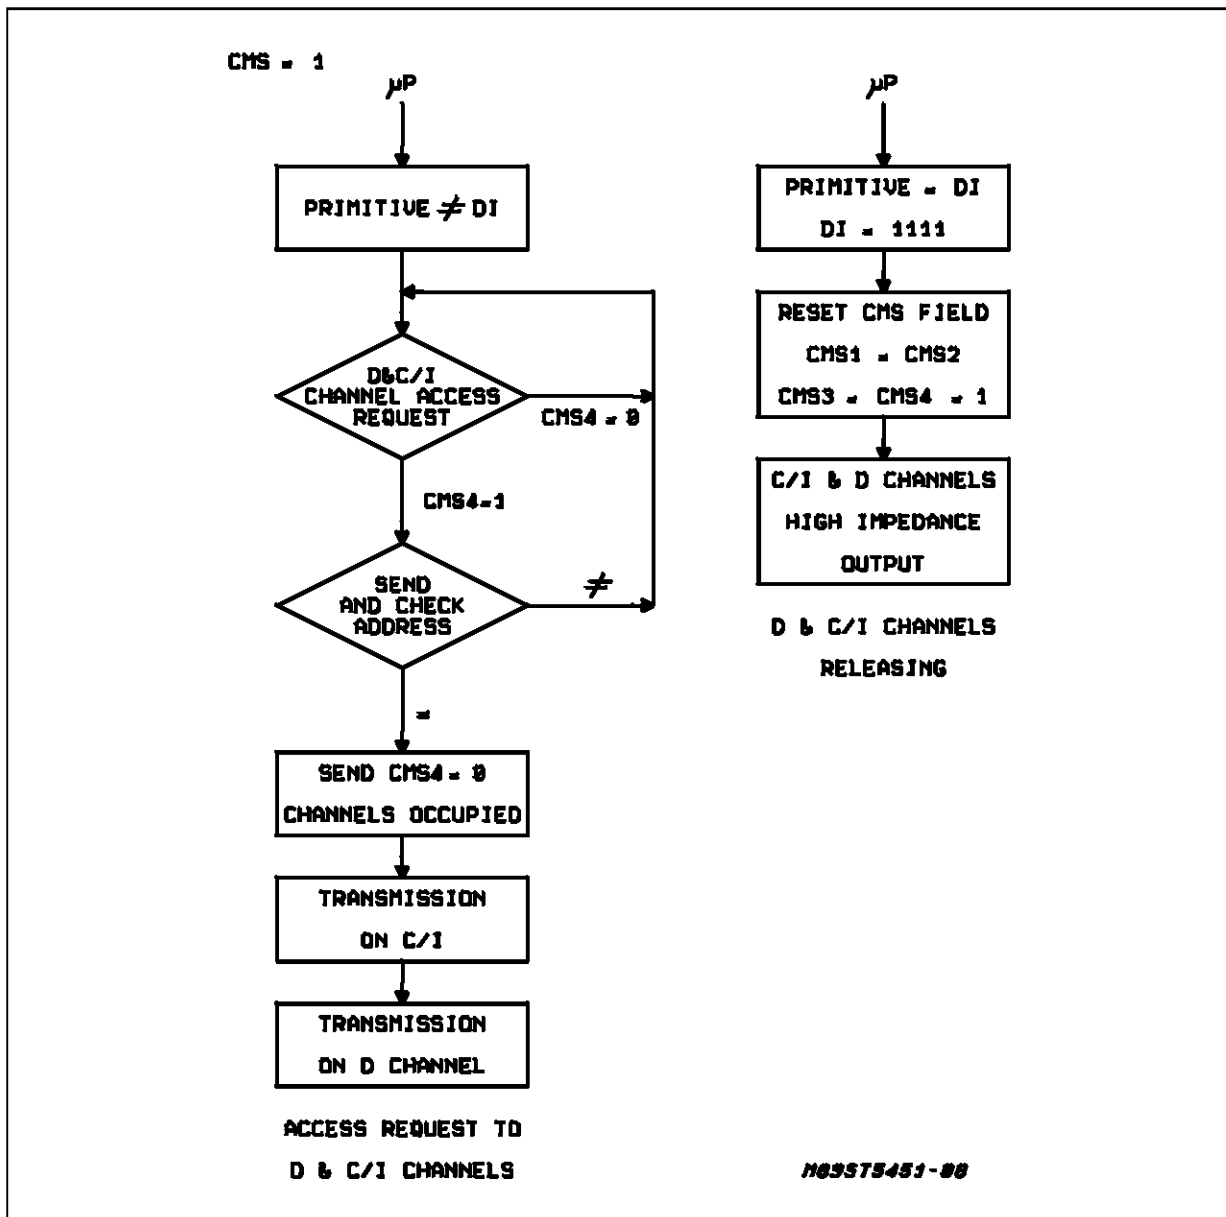 CMS = 1
µP
PRIMITIVE ≠ DI
D&C/I
CHANNEL ACCESS
REQUEST
CMS4 = 0
CMS4=1
SEND
AND CHECK
ADDRESS
≠
=
SEND CMS4 = 0
CHANNELS OCCUPIED
TRANSMISSION
ON C/I
TRANSMISSION
ON D CHANNEL
ACCESS REQUEST TO
D & C/I CHANNELS
µP
PRIMITIVE = DI
DI = 1111
RESET CMS FIELD
CMS1 = CMS2
CMS3 = CMS4 = 1
C/I & D CHANNELS
HIGH IMPEDANCE
OUTPUT
D & C/I CHANNELS
RELEASING